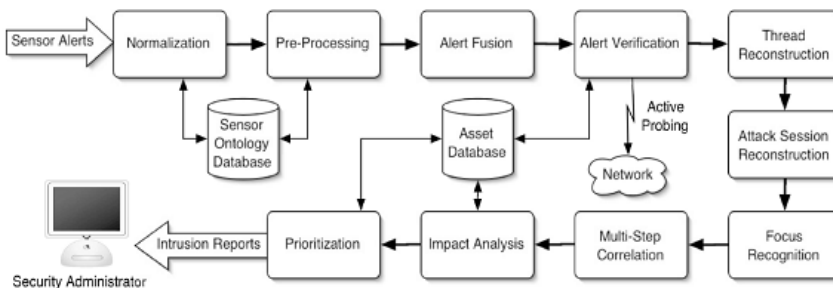 Sensor Alerts
Normalization
Pre-Processing
Alert Fusion
Alert Verification
Thread
Reconstruction
Sensor
Ontology
Database
Asset
Database
Active
Probing
Network
Attack Session
Reconstruction
Focus
Recognition
Multi-Step
Correlation
Impact Analysis
Prioritization
Intrusion Reports
Security Administrator